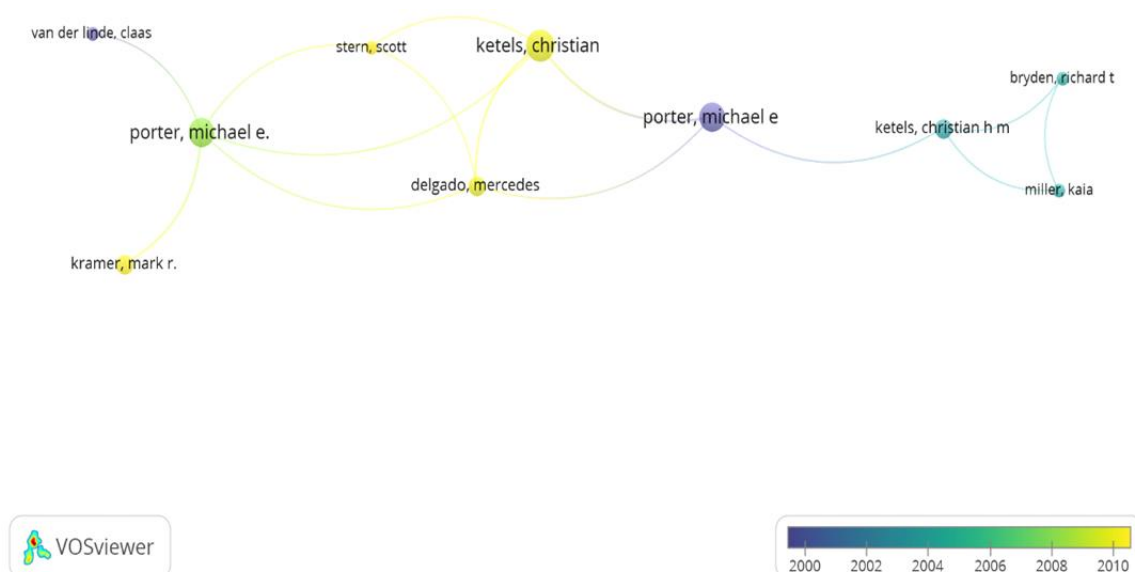 van der linde, claas
stern, scott
ketels, christian
bryden, richard t
porter, michael e.
porter, michael e
ketels, christian h m
delgado, mercedes
miller, kaia
kramer, mark r.
VOSviewer
2000 2002 2004 2006 2008 2010